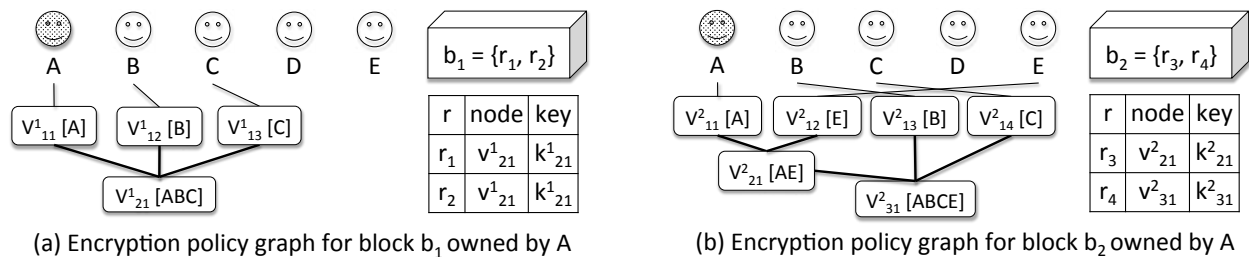 A B C D E
V¹₁₁ [A] V¹₁₂ [B] V¹₁₃ [C]
V¹₂₁ [ABC]
b₁ = {r₁, r₂}
r node key
r₁ v¹₂₁ k¹₂₁
r₂ v¹₂₁ k¹₂₁
(a) Encryption policy graph for block b₁ owned by A
A B C D E
V²₁₁ [A] V²₁₂ [E] V²₁₃ [B] V²₁₄ [C]
V²₂₁ [AE]
V²₃₁ [ABCE]
b₂ = {r₃, r₄}
r node key
r₃ v²₂₁ k²₂₁
r₄ v²₃₁ k²₃₁
(b) Encryption policy graph for block b₂ owned by A